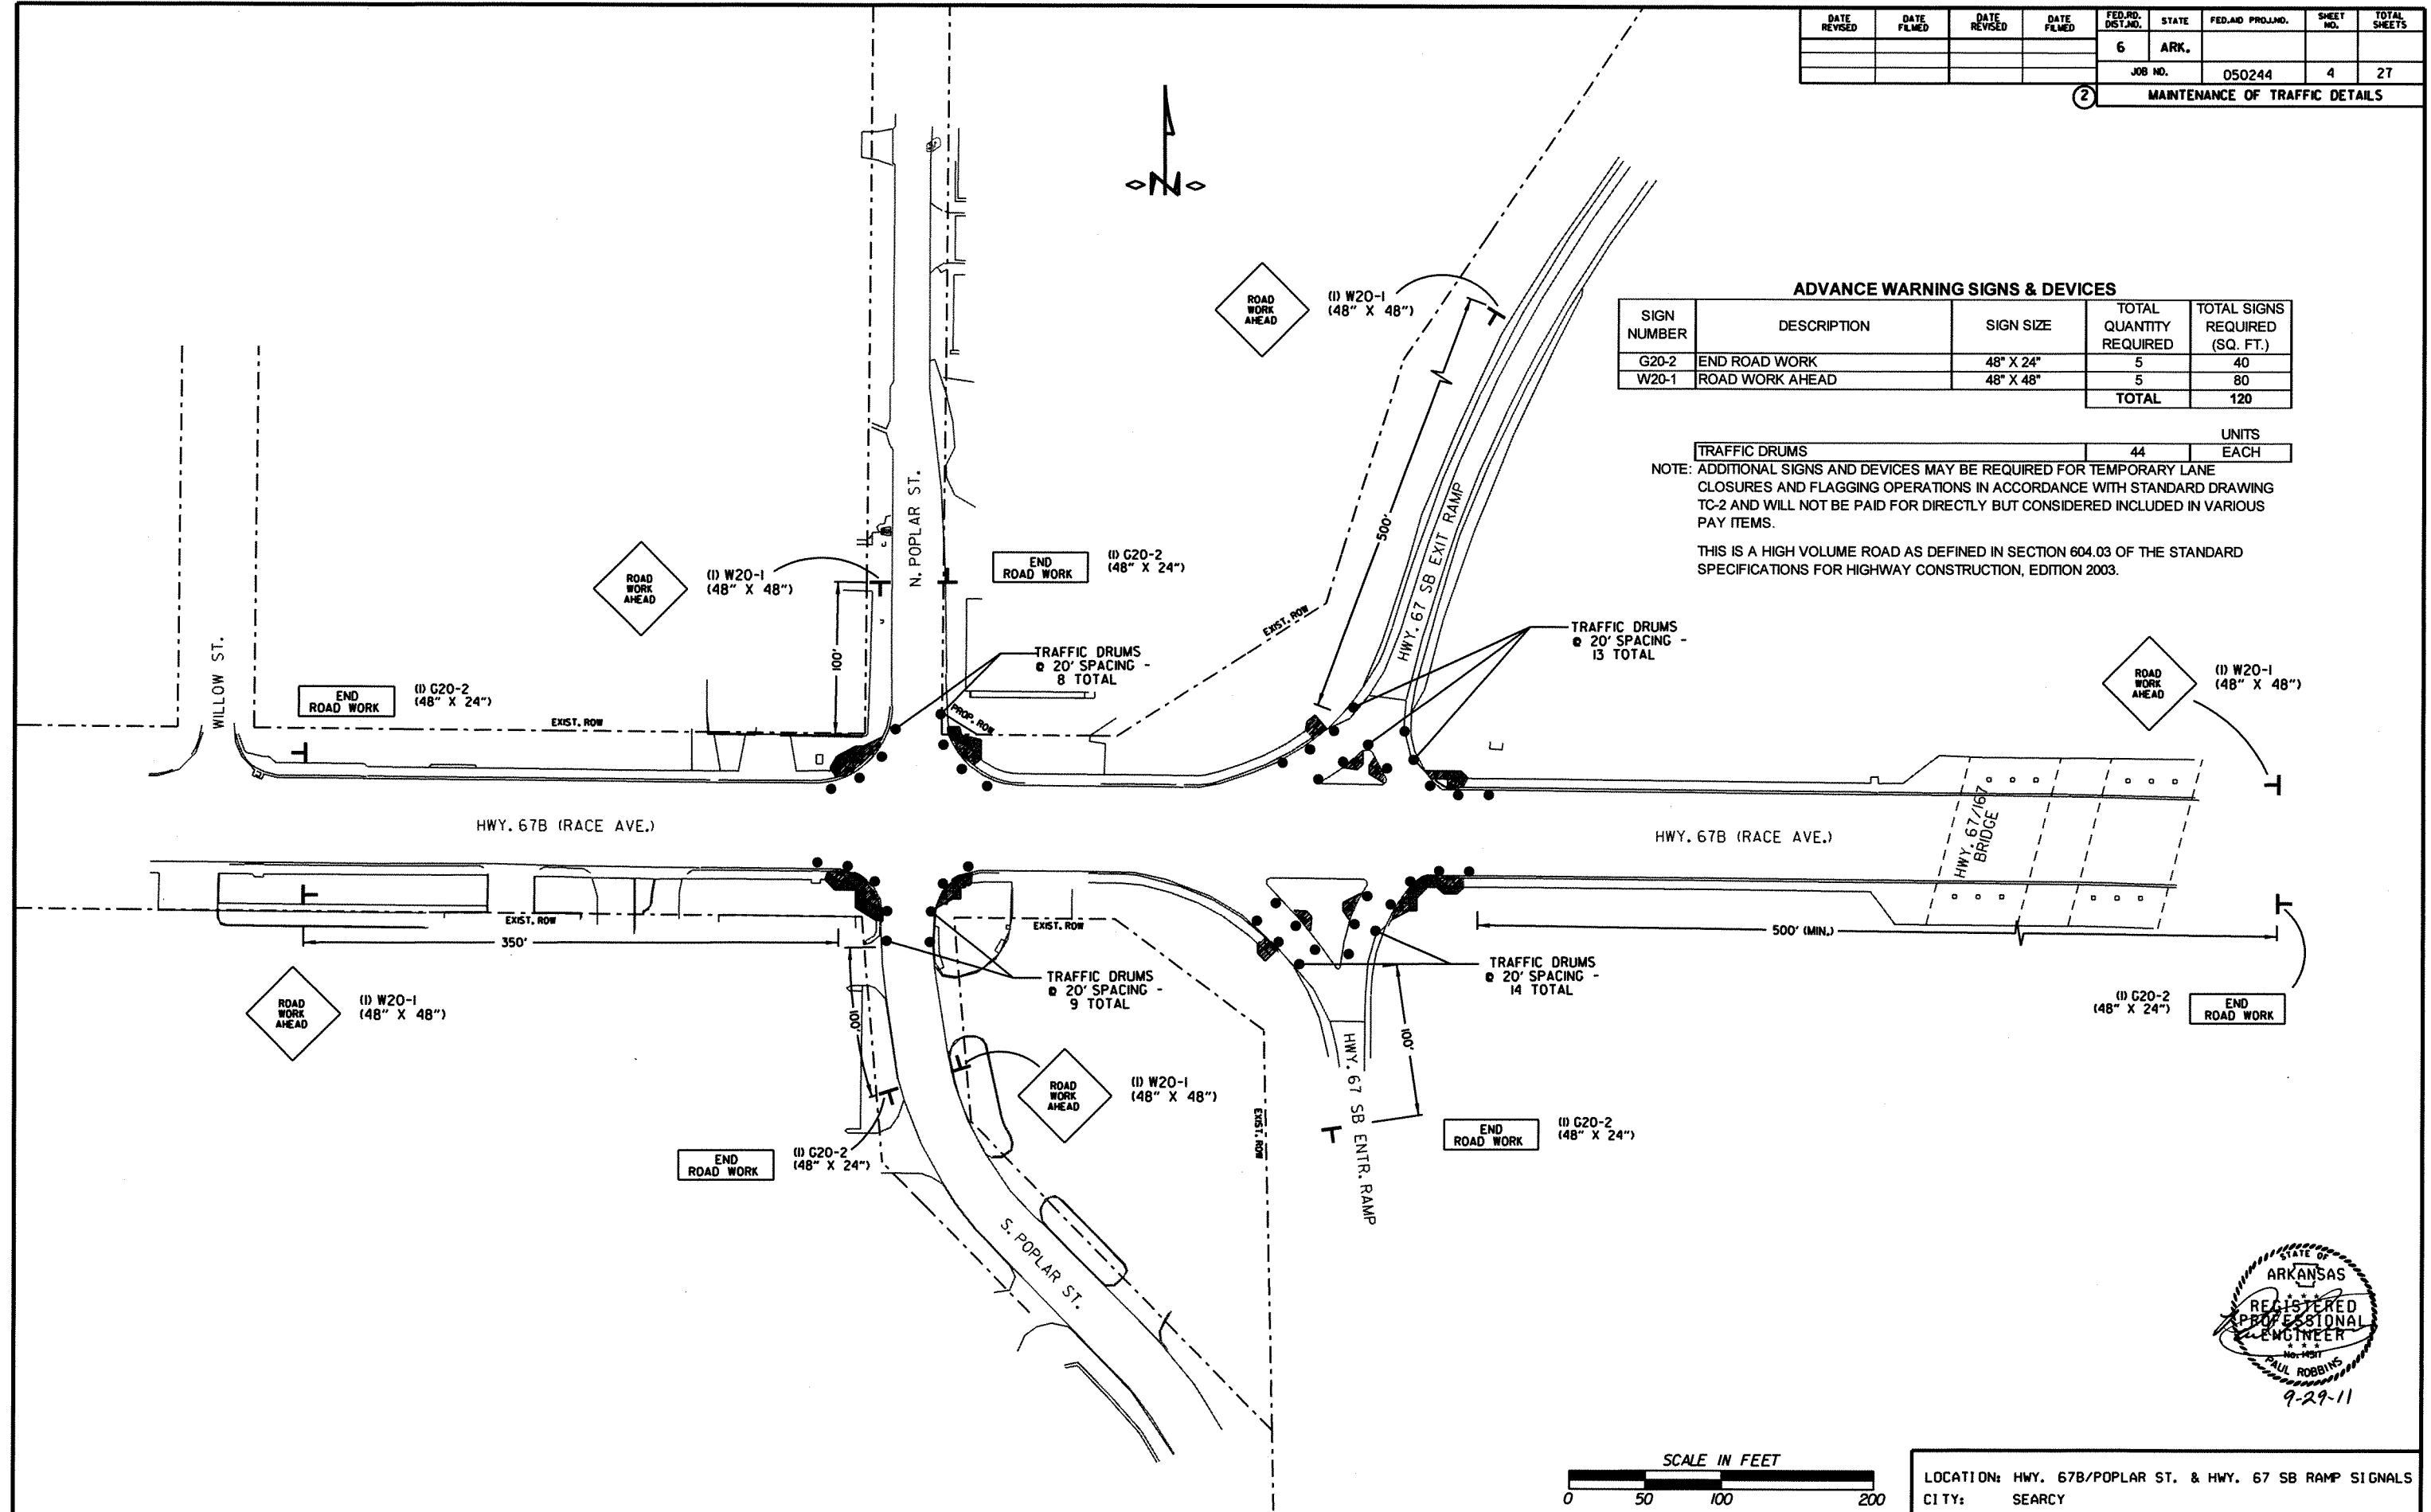 DATE REVISED
DATE FILMED
DATE REVISED
DATE FILMED
FED.RD. DIST.NO.
STATE
FED.AID PROJ.NO.
SHEET NO.
TOTAL SHEETS
6
ARK.
JOB NO.
050244
4
27
2
MAINTENANCE OF TRAFFIC DETAILS
N
ROAD
WORK
AHEAD
(1) W20-1
(48" X 48")
ADVANCE WARNING SIGNS & DEVICES
SIGN NUMBER
DESCRIPTION
SIGN SIZE
TOTAL QUANTITY REQUIRED
TOTAL SIGNS REQUIRED (SQ. FT.)
G20-2 END ROAD WORK 48" X 24" 5 40
W20-1 ROAD WORK AHEAD 48" X 48" 5 80
TOTAL 120
UNITS
TRAFFIC DRUMS 44 EACH
NOTE: ADDITIONAL SIGNS AND DEVICES MAY BE REQUIRED FOR TEMPORARY LANE
CLOSURES AND FLAGGING OPERATIONS IN ACCORDANCE WITH STANDARD DRAWING
TC-2 AND WILL NOT BE PAID FOR DIRECTLY BUT CONSIDERED INCLUDED IN VARIOUS
PAY ITEMS.
THIS IS A HIGH VOLUME ROAD AS DEFINED IN SECTION 604.03 OF THE STANDARD
SPECIFICATIONS FOR HIGHWAY CONSTRUCTION, EDITION 2003.
500'
HWY. 67 SB EXIT RAMP
N. POPLAR ST.
ROAD
WORK
AHEAD
(1) W20-1
(48" X 48")
END
ROAD WORK
(1) G20-2
(48" X 24")
100'
EXIST. ROW
TRAFFIC DRUMS
@ 20' SPACING -
8 TOTAL
TRAFFIC DRUMS
@ 20' SPACING -
13 TOTAL
WILLOW ST.
END
ROAD WORK
(1) G20-2
(48" X 24")
EXIST. ROW
PROP. ROW
ROAD
WORK
AHEAD
(1) W20-1
(48" X 48")
HWY. 67B (RACE AVE.)
HWY. 67B (RACE AVE.)
HWY. 67/167
BRIDGE
EXIST. ROW
EXIST. ROW
350'
500' (MIN.)
ROAD
WORK
AHEAD
(1) W20-1
(48" X 48")
100'
TRAFFIC DRUMS
@ 20' SPACING -
9 TOTAL
TRAFFIC DRUMS
@ 20' SPACING -
14 TOTAL
100'
(1) G20-2
(48" X 24")
END
ROAD WORK
ROAD
WORK
AHEAD
(1) W20-1
(48" X 48")
EXIST. ROW
HWY. 67 SB ENTR. RAMP
END
ROAD WORK
(1) G20-2
(48" X 24")
END
ROAD WORK
(1) G20-2
(48" X 24")
S. POPLAR ST.
STATE OF
ARKANSAS
REGISTERED
PROFESSIONAL
ENGINEER
PAUL ROBBINS
9-29-11
SCALE IN FEET
0 50 100 200
LOCATION: HWY. 67B/POPLAR ST. & HWY. 67 SB RAMP SIGNALS
CITY: SEARCY